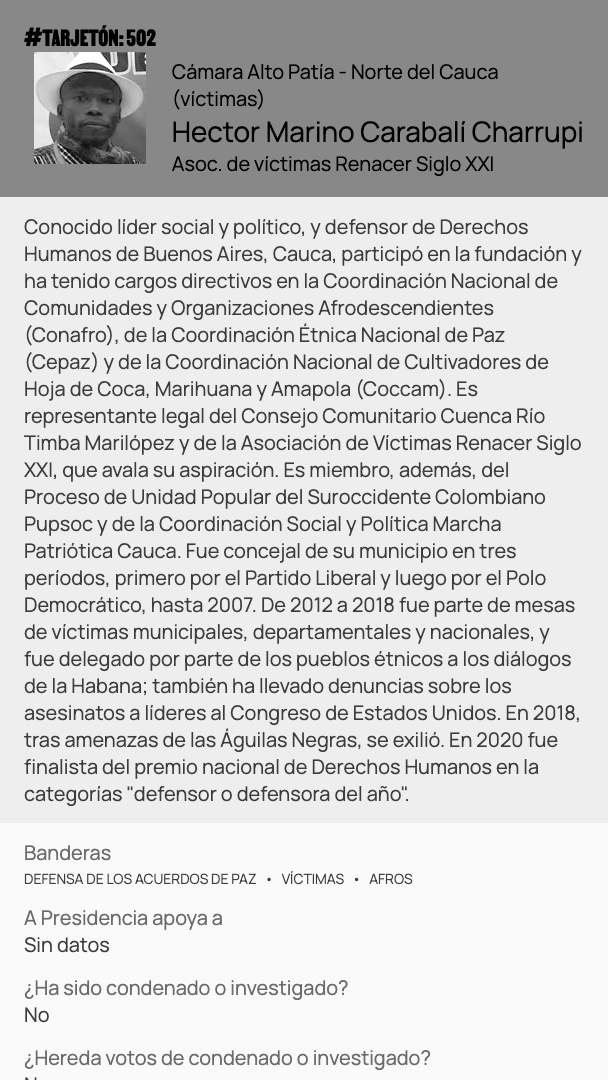 #TARJETÓN: 502
Cámara Alto Patía - Norte del Cauca
(víctimas)
Hector Marino Carabalí Charrupi
Asoc. de víctimas Renacer Siglo XXI
Conocido líder social y político, y defensor de Derechos
Humanos de Buenos Aires, Cauca, participó en la fundación y
ha tenido cargos directivos en la Coordinación Nacional de
Comunidades y Organizaciones Afrodescendientes
(Conafro), de la Coordinación Étnica Nacional de Paz
(Cepaz) y de la Coordinación Nacional de Cultivadores de
Hoja de Coca, Marihuana y Amapola (Coccam). Es
representante legal del Consejo Comunitario Cuenca Río
Timba Marilópez y de la Asociación de Víctimas Renacer Siglo
XXI, que avala su aspiración. Es miembro, además, del
Proceso de Unidad Popular del Suroccidente Colombiano
Pupsoc y de la Coordinación Social y Política Marcha
Patriótica Cauca. Fue concejal de su municipio en tres
períodos, primero por el Partido Liberal y luego por el Polo
Democrático, hasta 2007. De 2012 a 2018 fue parte de mesas
de víctimas municipales, departamentales y nacionales, y
fue delegado por parte de los pueblos étnicos a los diálogos
de la Habana; también ha llevado denuncias sobre los
asesinatos a líderes al Congreso de Estados Unidos. En 2018,
tras amenazas de las Águilas Negras, se exilió. En 2020 fue
finalista del premio nacional de Derechos Humanos en la
categorías "defensor o defensora del año".
Banderas
DEFENSA DE LOS ACUERDOS DE PAZ • VÍCTIMAS • AFROS
A Presidencia apoya a
Sin datos
¿Ha sido condenado o investigado?
No
¿Hereda votos de condenado o investigado?